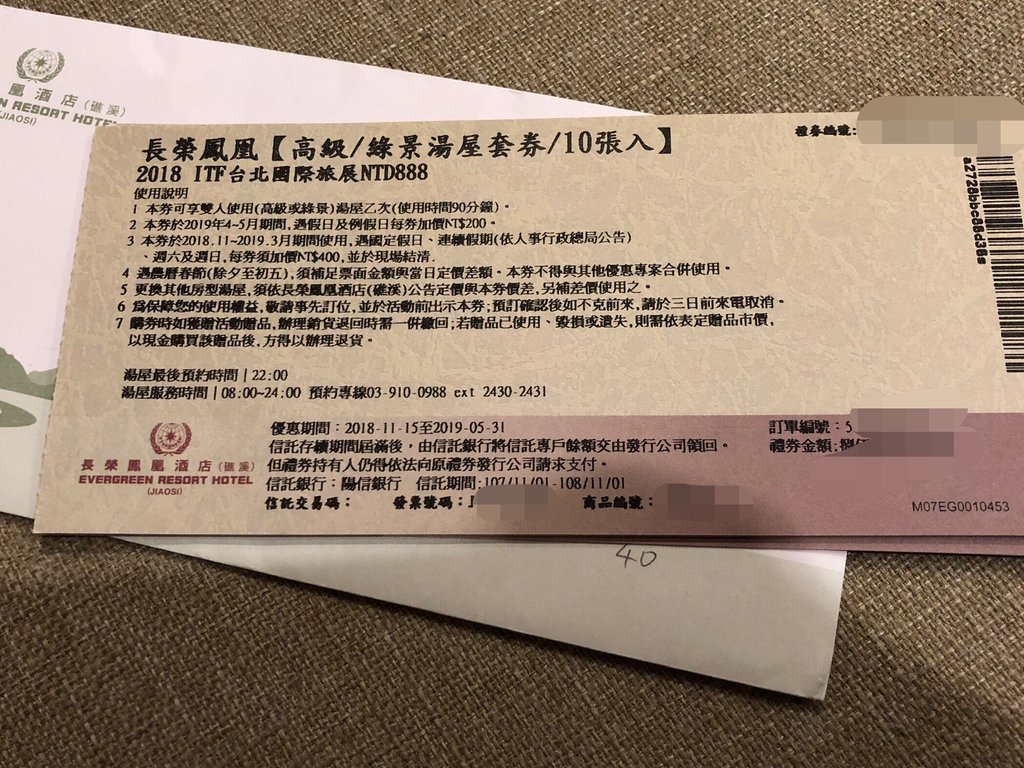 凰酒店(礁溪)
N RESORT HOTEL
(JIAOSI)
長榮鳳凰【高級/綠景湯屋套券/10張入】
禮券編號:
2018 ITF台北國際旅展NTD888
使用說明
1 本券可享雙人使用(高級或綠景)湯屋乙次(使用時間90分鐘)。
2 本券於2019年4~5月期間,遇假日及例假日每券加價NT$200。
3 本券於2018.11~2019.3月期間使用,遇國定假日、連續假期(依人事行政總局公告)
、週六及週日,每券須加價NT$400,並於現場結清.
4 遇農曆春節(除夕至初五),須補足票面金額與當日定價差額。本券不得與其他優惠專案合併使用。
5 更換其他房型湯屋,須依長榮鳳凰酒店(礁溪)公告定價與本券價差,另補差價使用之。
6 為保障您的使用權益,敬請事先訂位,並於活動前出示本券;預訂確認後如不克前來,請於三日前來電取消。
7 購券時如獲贈活動贈品,辦理銷貨退回時需一併繳回;若贈品已使用、毀損或遺失,則需依表定贈品市價,
以現金購買該贈品後,方得以辦理退貨。
湯屋最後預約時間|22:00
湯屋服務時間|08:00~24:00 預約專線03-910-0988 ext 2430-2431
a2728bbc88d36s
長榮鳳凰酒店(礁溪)
EVERGREEN RESORT HOTEL
(JIAOSI)
優惠期間:2018-11-15至2019-05-31
信託存續期間屆滿後,由信託銀行將信託專戶餘額交由發行公司領回。
但禮券持有人仍得依法向原禮券發行公司請求支付。
信託銀行:陽信銀行 信託期間:107/11/01-108/11/01
信託交易碼: 發票號碼: 商品編號:
訂單編號:5
禮券金額:捌
M07EG0010453
40